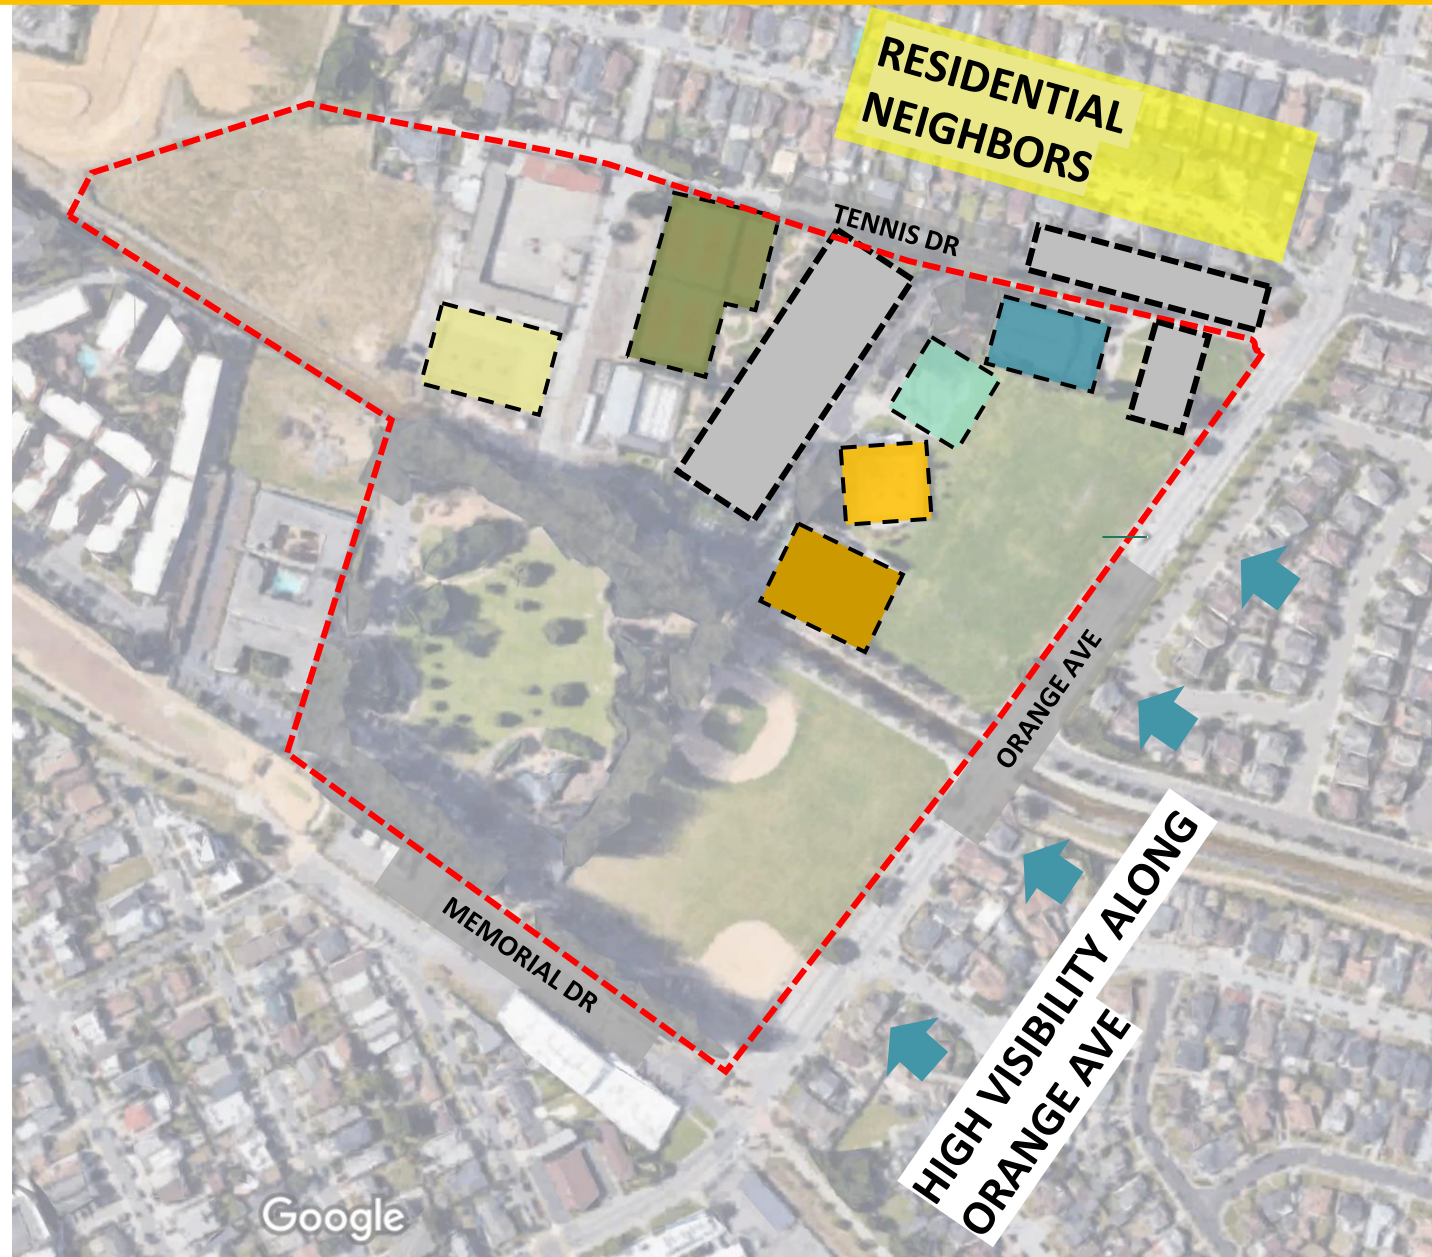 RESIDENTIAL
NEIGHBORS
TENNIS DR
ORANGE AVE
HIGH VISIBILITY ALONG
ORANGE AVE
MEMORIAL DR
Google